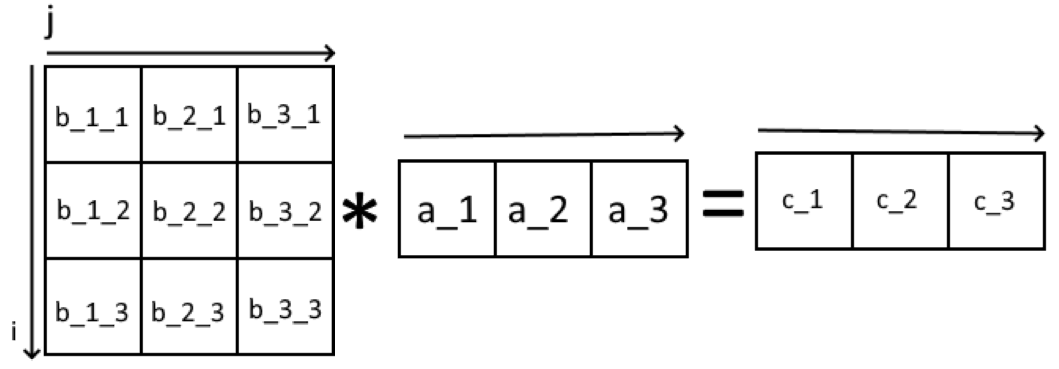 j
b_1_1 b_2_1 b_3_1
b_1_2 b_2_2 b_3_2 * a_1 a_2 a_3 = c_1 c_2 c_3
b_1_3 b_2_3 b_3_3
i